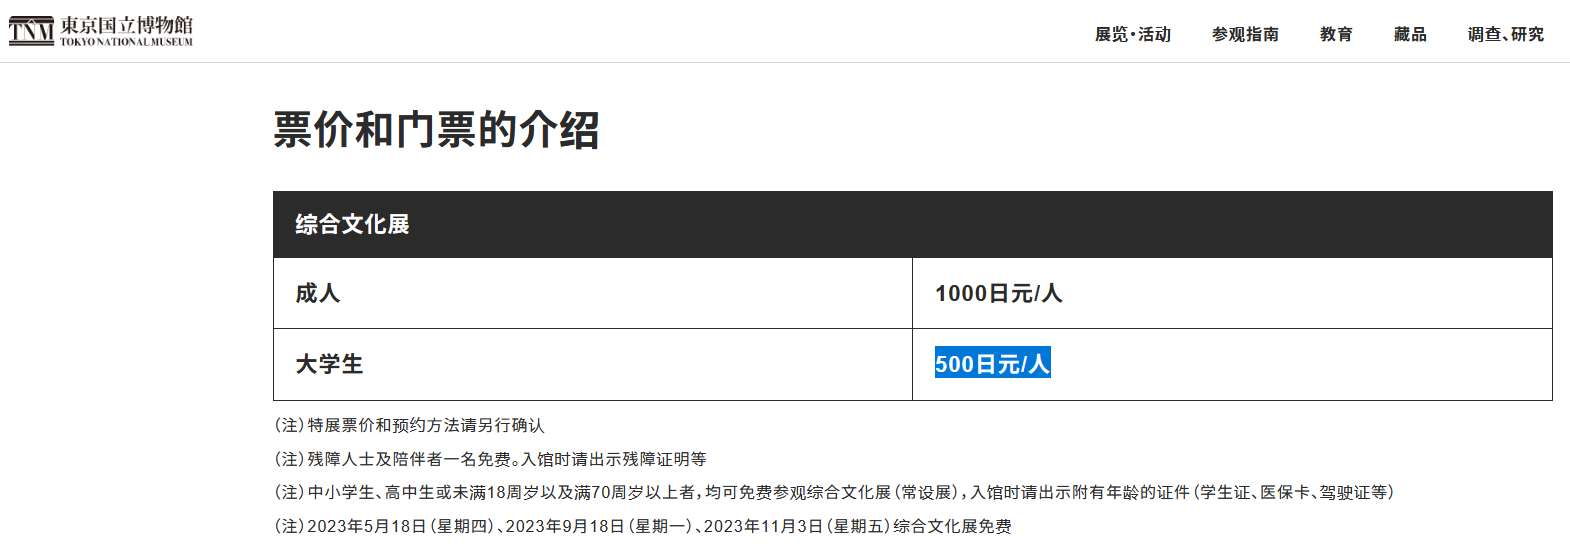 TNM 東京国立博物館
TOKYO NATIONAL MUSEUM
展览·活动 参观指南 教育 藏品 调查、研究
票价和门票的介绍
综合文化展
成人 1000日元/人
大学生 500日元/人
（注）特展票价和预约方法请另行确认
（注）残障人士及陪伴者一名免费。入馆时请出示残障证明等
（注）中小学生、高中生或未满18周岁以及满70周岁以上者，均可免费参观综合文化展（常设展），入馆时请出示附有年龄的证件（学生证、医保卡、驾驶证等）
（注）2023年5月18日（星期四）、2023年9月18日（星期一）、2023年11月3日（星期五）综合文化展免费